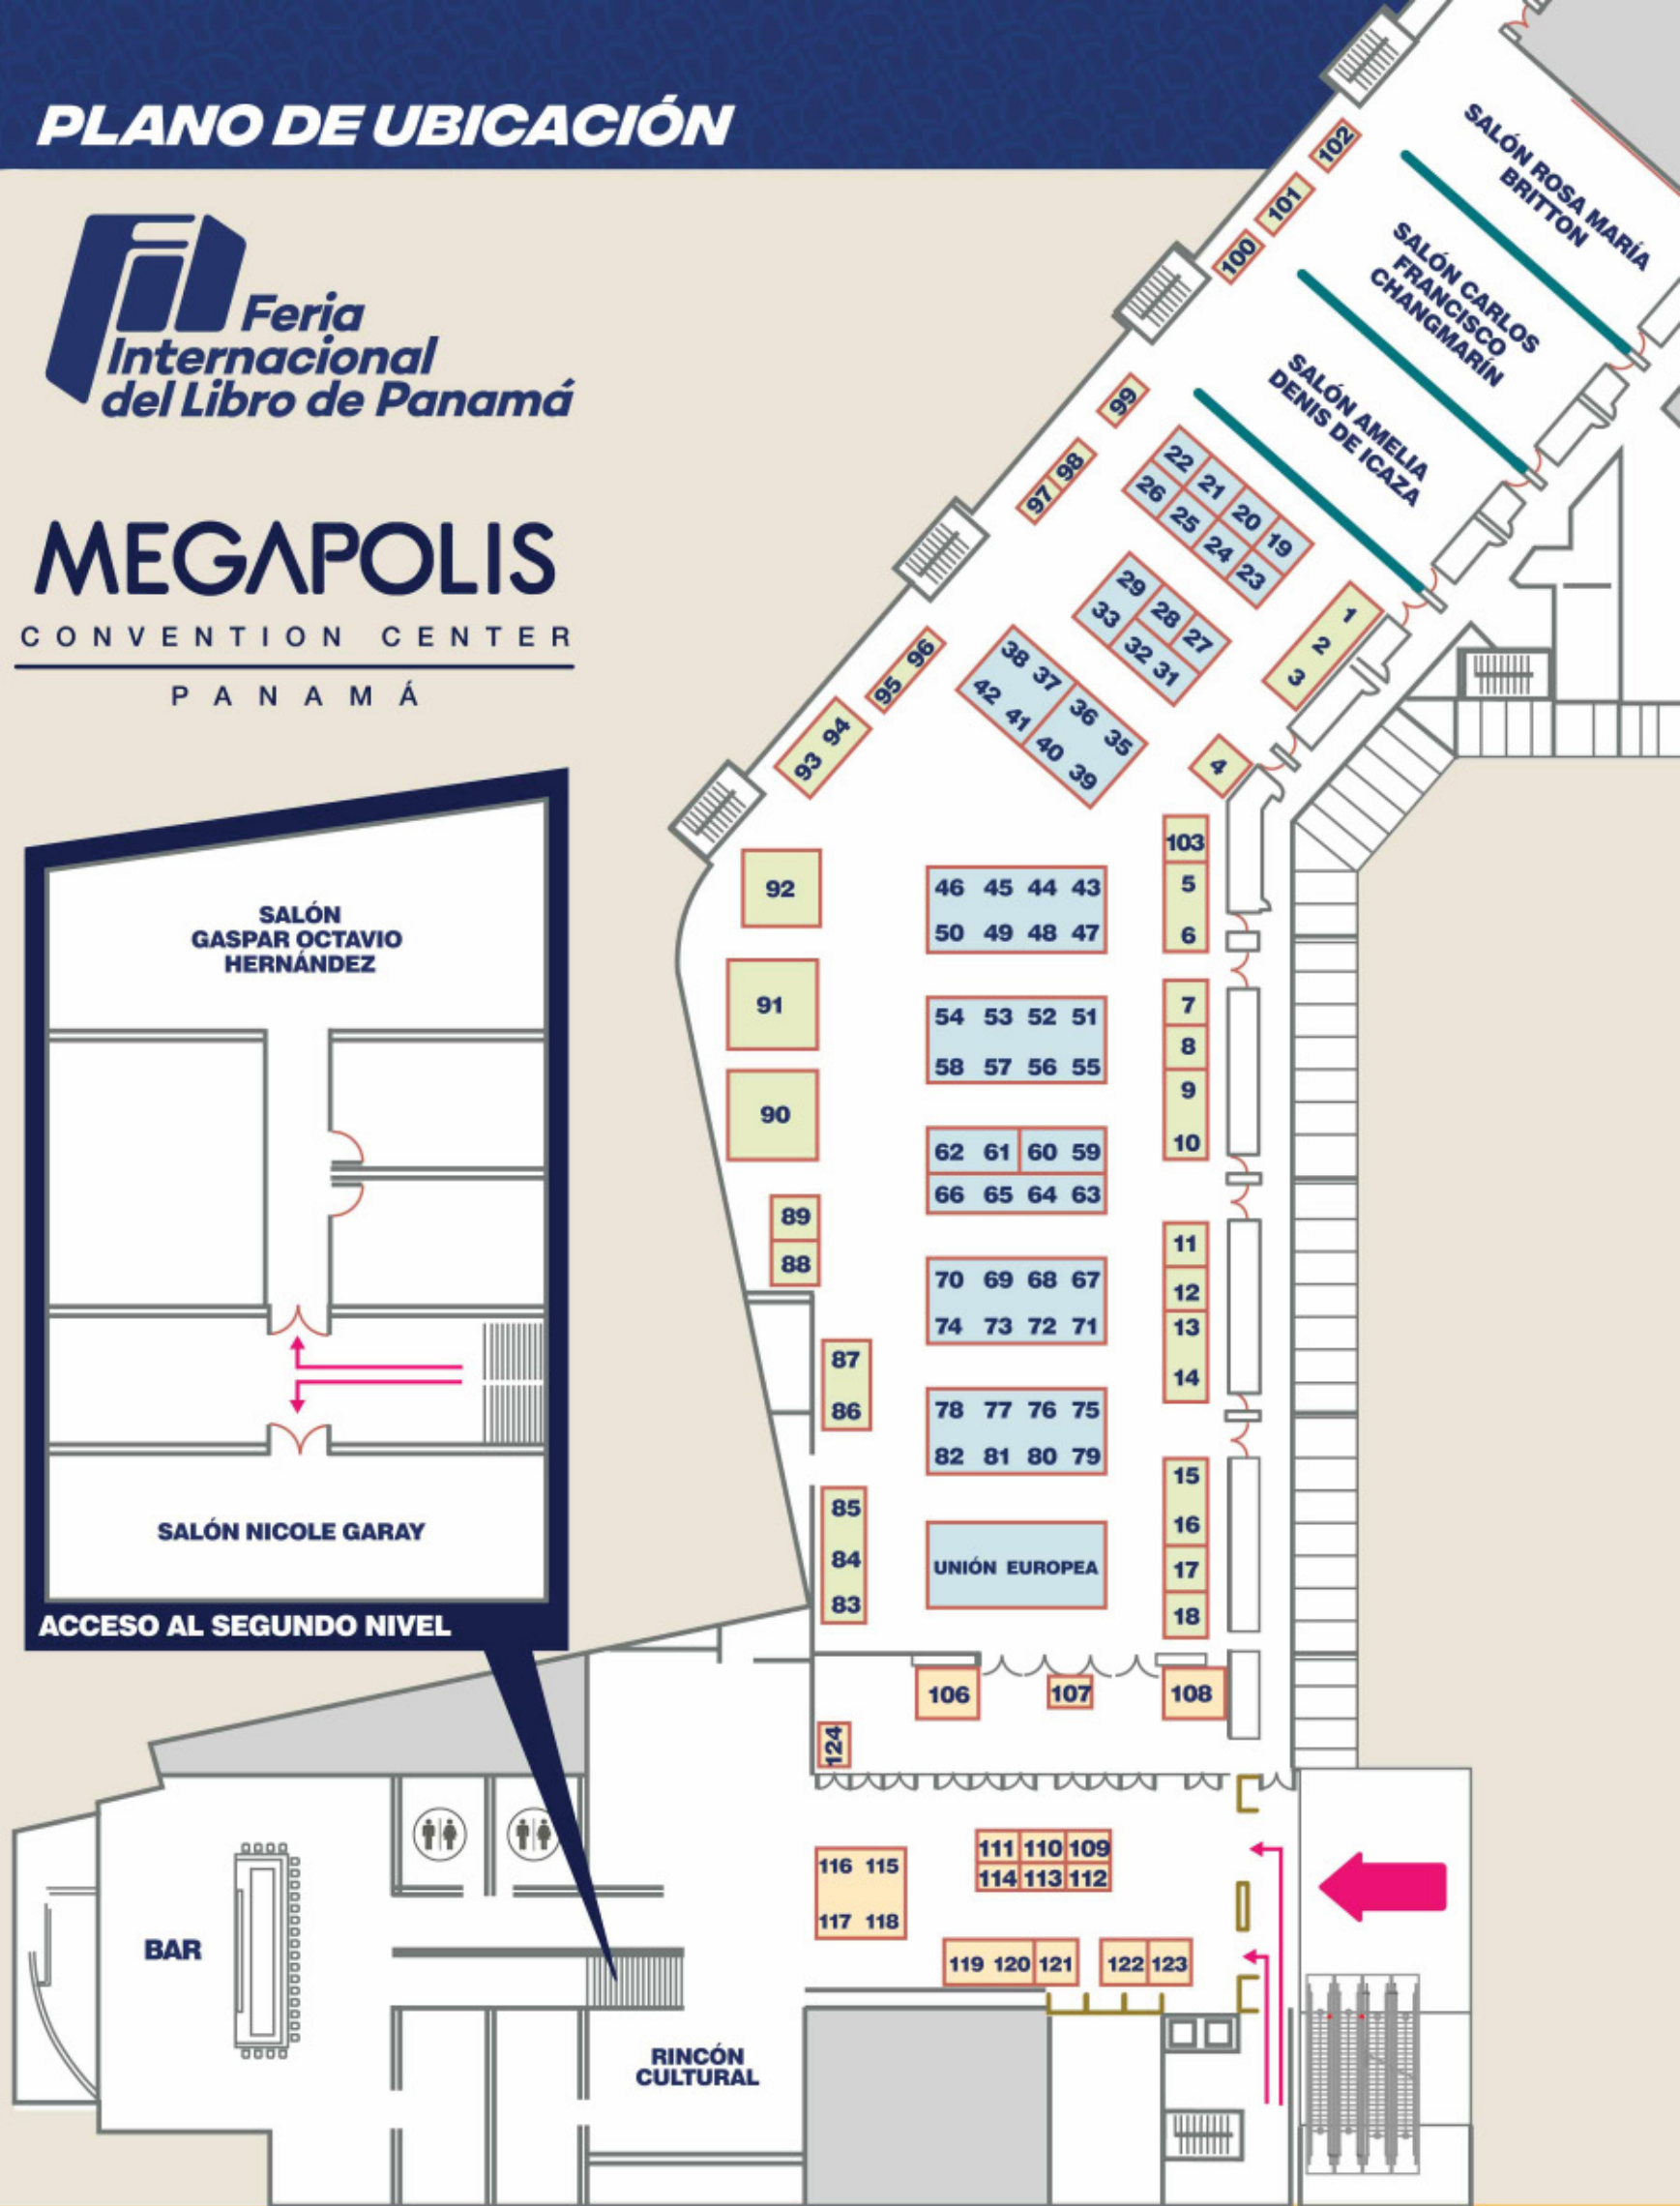 PLANO DE UBICACIÓN
Feria
Internacional
del Libro de Panamá
MEGAPOLIS
CONVENTION CENTER
PANAMÁ
SALÓN ROSA MARÍA
BRITTON
SALÓN CARLOS
FRANCISCO
CHANGMARÍN
SALÓN AMELIA
DENIS DE ICAZA
102
101
100
99
98
97
22 21 20 19
26 25 24 23
29 28 27
33 32 31
38 37 36 35
42 41 40 39
1
2
3
4
96
95
94
93
92
91
90
89
88
87
86
85
84
83
46 45 44 43
50 49 48 47
54 53 52 51
58 57 56 55
62 61 60 59
66 65 64 63
70 69 68 67
74 73 72 71
78 77 76 75
82 81 80 79
UNIÓN EUROPEA
103
5
6
7
8
9
10
11
12
13
14
15
16
17
18
106 107 108
124
111 110 109
114 113 112
116 115
117 118
119 120 121 122 123
SALÓN
GASPAR OCTAVIO
HERNÁNDEZ
SALÓN NICOLE GARAY
ACCESO AL SEGUNDO NIVEL
BAR
RINCÓN
CULTURAL